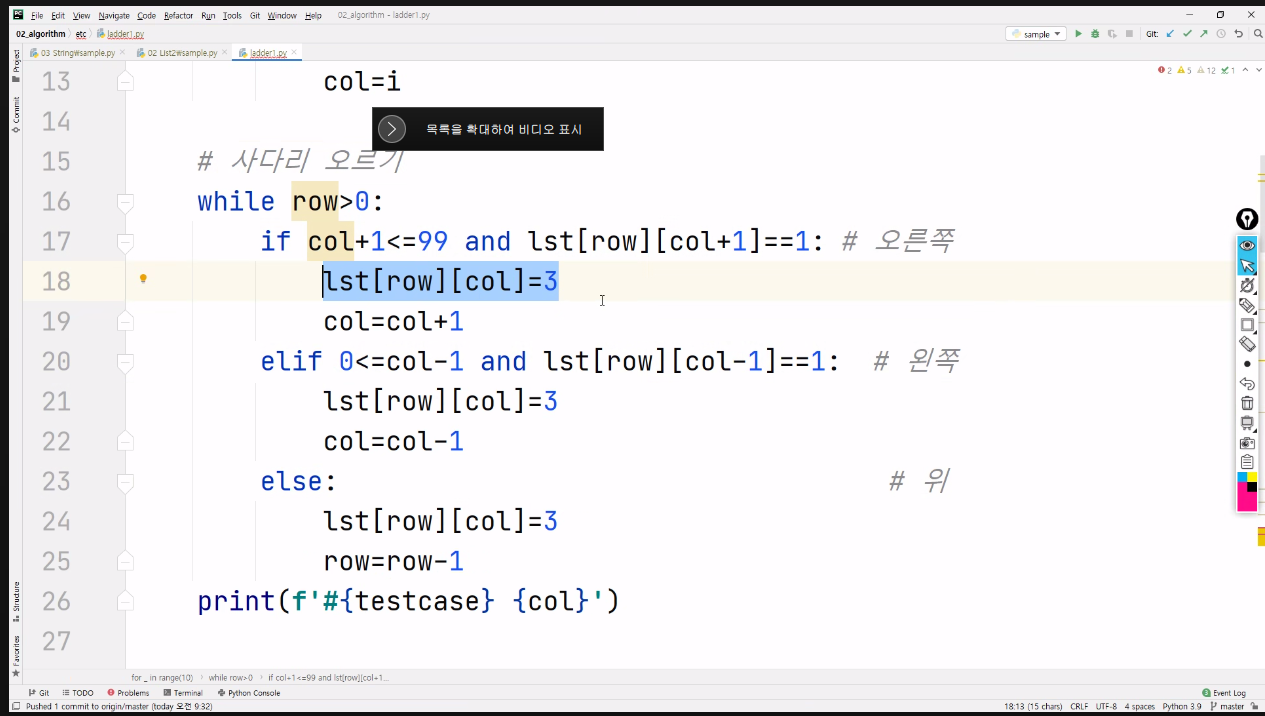 File Edit View Navigate Code Refactor Run Tools Git Window Help 02_algorithm - ladder1.py
02_algorithm etc ladder1.py sample Git:
03 String₩sample.py 02 List2₩sample.py ladder1.py
Project
Commit
Structure
Favorites
2 5 12 1
13 col=i
14
목록을 확대하여 비디오 표시
15 # 사다리 오르기
16 while row>0:
17 if col+1<=99 and lst[row][col+1]==1: # 오른쪽
18 lst[row][col]=3
19 col=col+1
20 elif 0<=col-1 and lst[row][col-1]==1: # 왼쪽
21 lst[row][col]=3
22 col=col-1
23 else: # 위
24 lst[row][col]=3
25 row=row-1
26 print(f'#{testcase} {col}')
27
for _ in range(10) while row>0 if col+1<=99 and lst[row][col+1...
Git TODO Problems Terminal Python Console 3 Event Log
Pushed 1 commit to origin/master (today 오전 9:32) 18:13 (15 chars) CRLF UTF-8 4 spaces Python 3.9 master